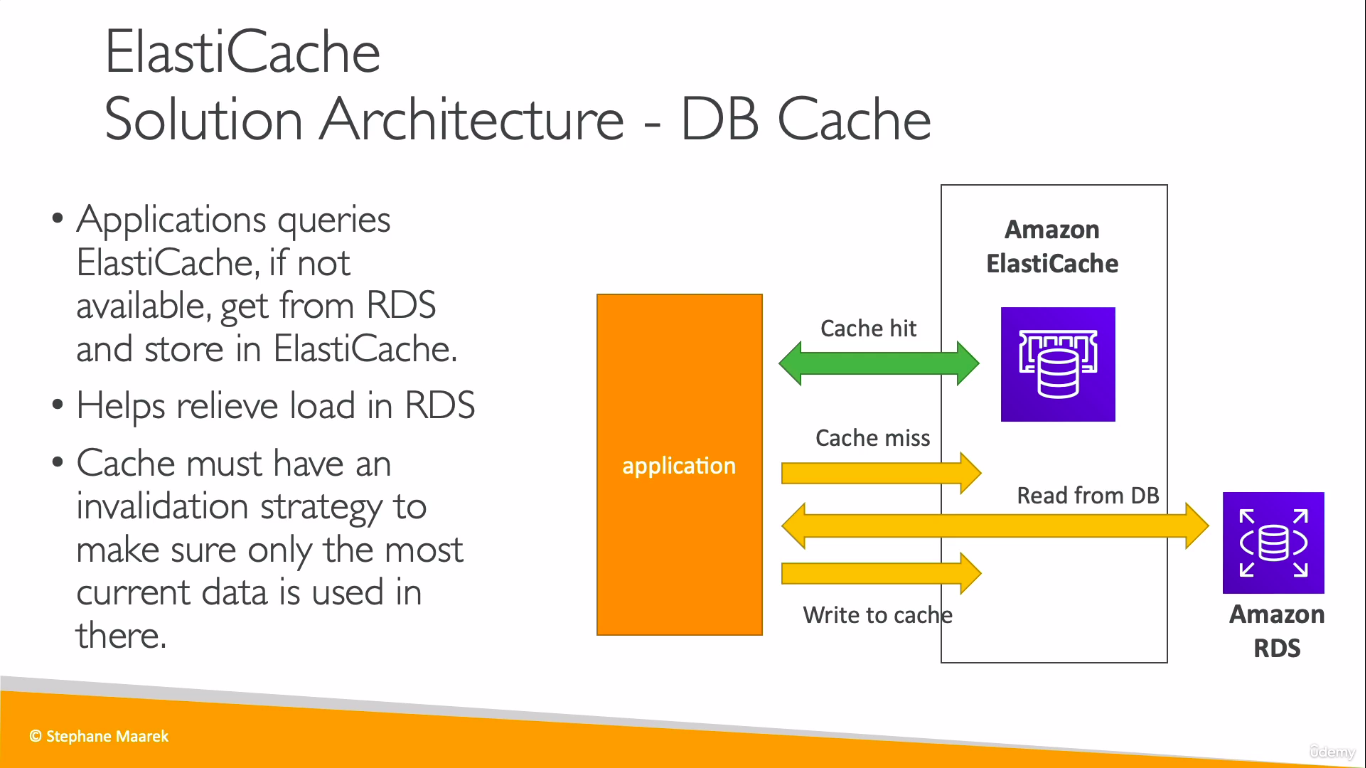 ElastiCache
Solution Architecture - DB Cache
• Applications queries
ElastiCache, if not
available, get from RDS
and store in ElastiCache.
• Helps relieve load in RDS
• Cache must have an
invalidation strategy to
make sure only the most
current data is used in
there.
Amazon
ElastiCache
Cache hit
Cache miss
application
Read from DB
Write to cache
Amazon
RDS
© Stephane Maarek
ûdemy